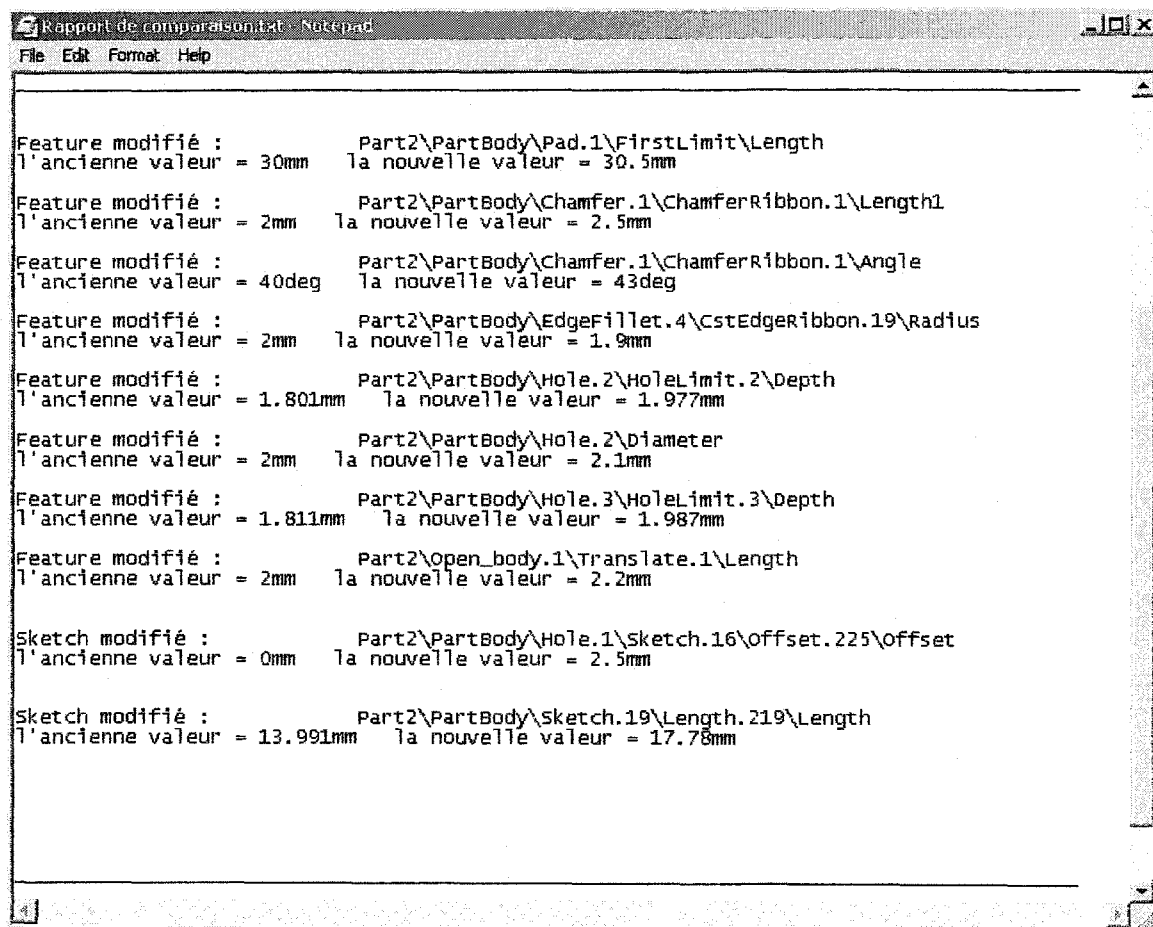 Rapport de comparaison.txt - Notepad
File Edit Format Help
Feature modifié : Part2\PartBody\Pad.1\FirstLimit\Length
l'ancienne valeur = 30mm la nouvelle valeur = 30.5mm
Feature modifié : Part2\PartBody\Chamfer.1\ChamferRibbon.1\Length1
l'ancienne valeur = 2mm la nouvelle valeur = 2.5mm
Feature modifié : Part2\PartBody\Chamfer.1\ChamferRibbon.1\Angle
l'ancienne valeur = 40deg la nouvelle valeur = 43deg
Feature modifié : Part2\PartBody\EdgeFillet.4\CstEdgeRibbon.19\Radius
l'ancienne valeur = 2mm la nouvelle valeur = 1.9mm
Feature modifié : Part2\PartBody\Hole.2\HoleLimit.2\Depth
l'ancienne valeur = 1.801mm la nouvelle valeur = 1.977mm
Feature modifié : Part2\PartBody\Hole.2\Diameter
l'ancienne valeur = 2mm la nouvelle valeur = 2.1mm
Feature modifié : Part2\PartBody\Hole.3\HoleLimit.3\Depth
l'ancienne valeur = 1.811mm la nouvelle valeur = 1.987mm
Feature modifié : Part2\Open_body.1\Translate.1\Length
l'ancienne valeur = 2mm la nouvelle valeur = 2.2mm
Sketch modifié : Part2\PartBody\Hole.1\Sketch.16\Offset.225\Offset
l'ancienne valeur = 0mm la nouvelle valeur = 2.5mm
Sketch modifié : Part2\PartBody\Sketch.19\Length.219\Length
l'ancienne valeur = 13.991mm la nouvelle valeur = 17.78mm